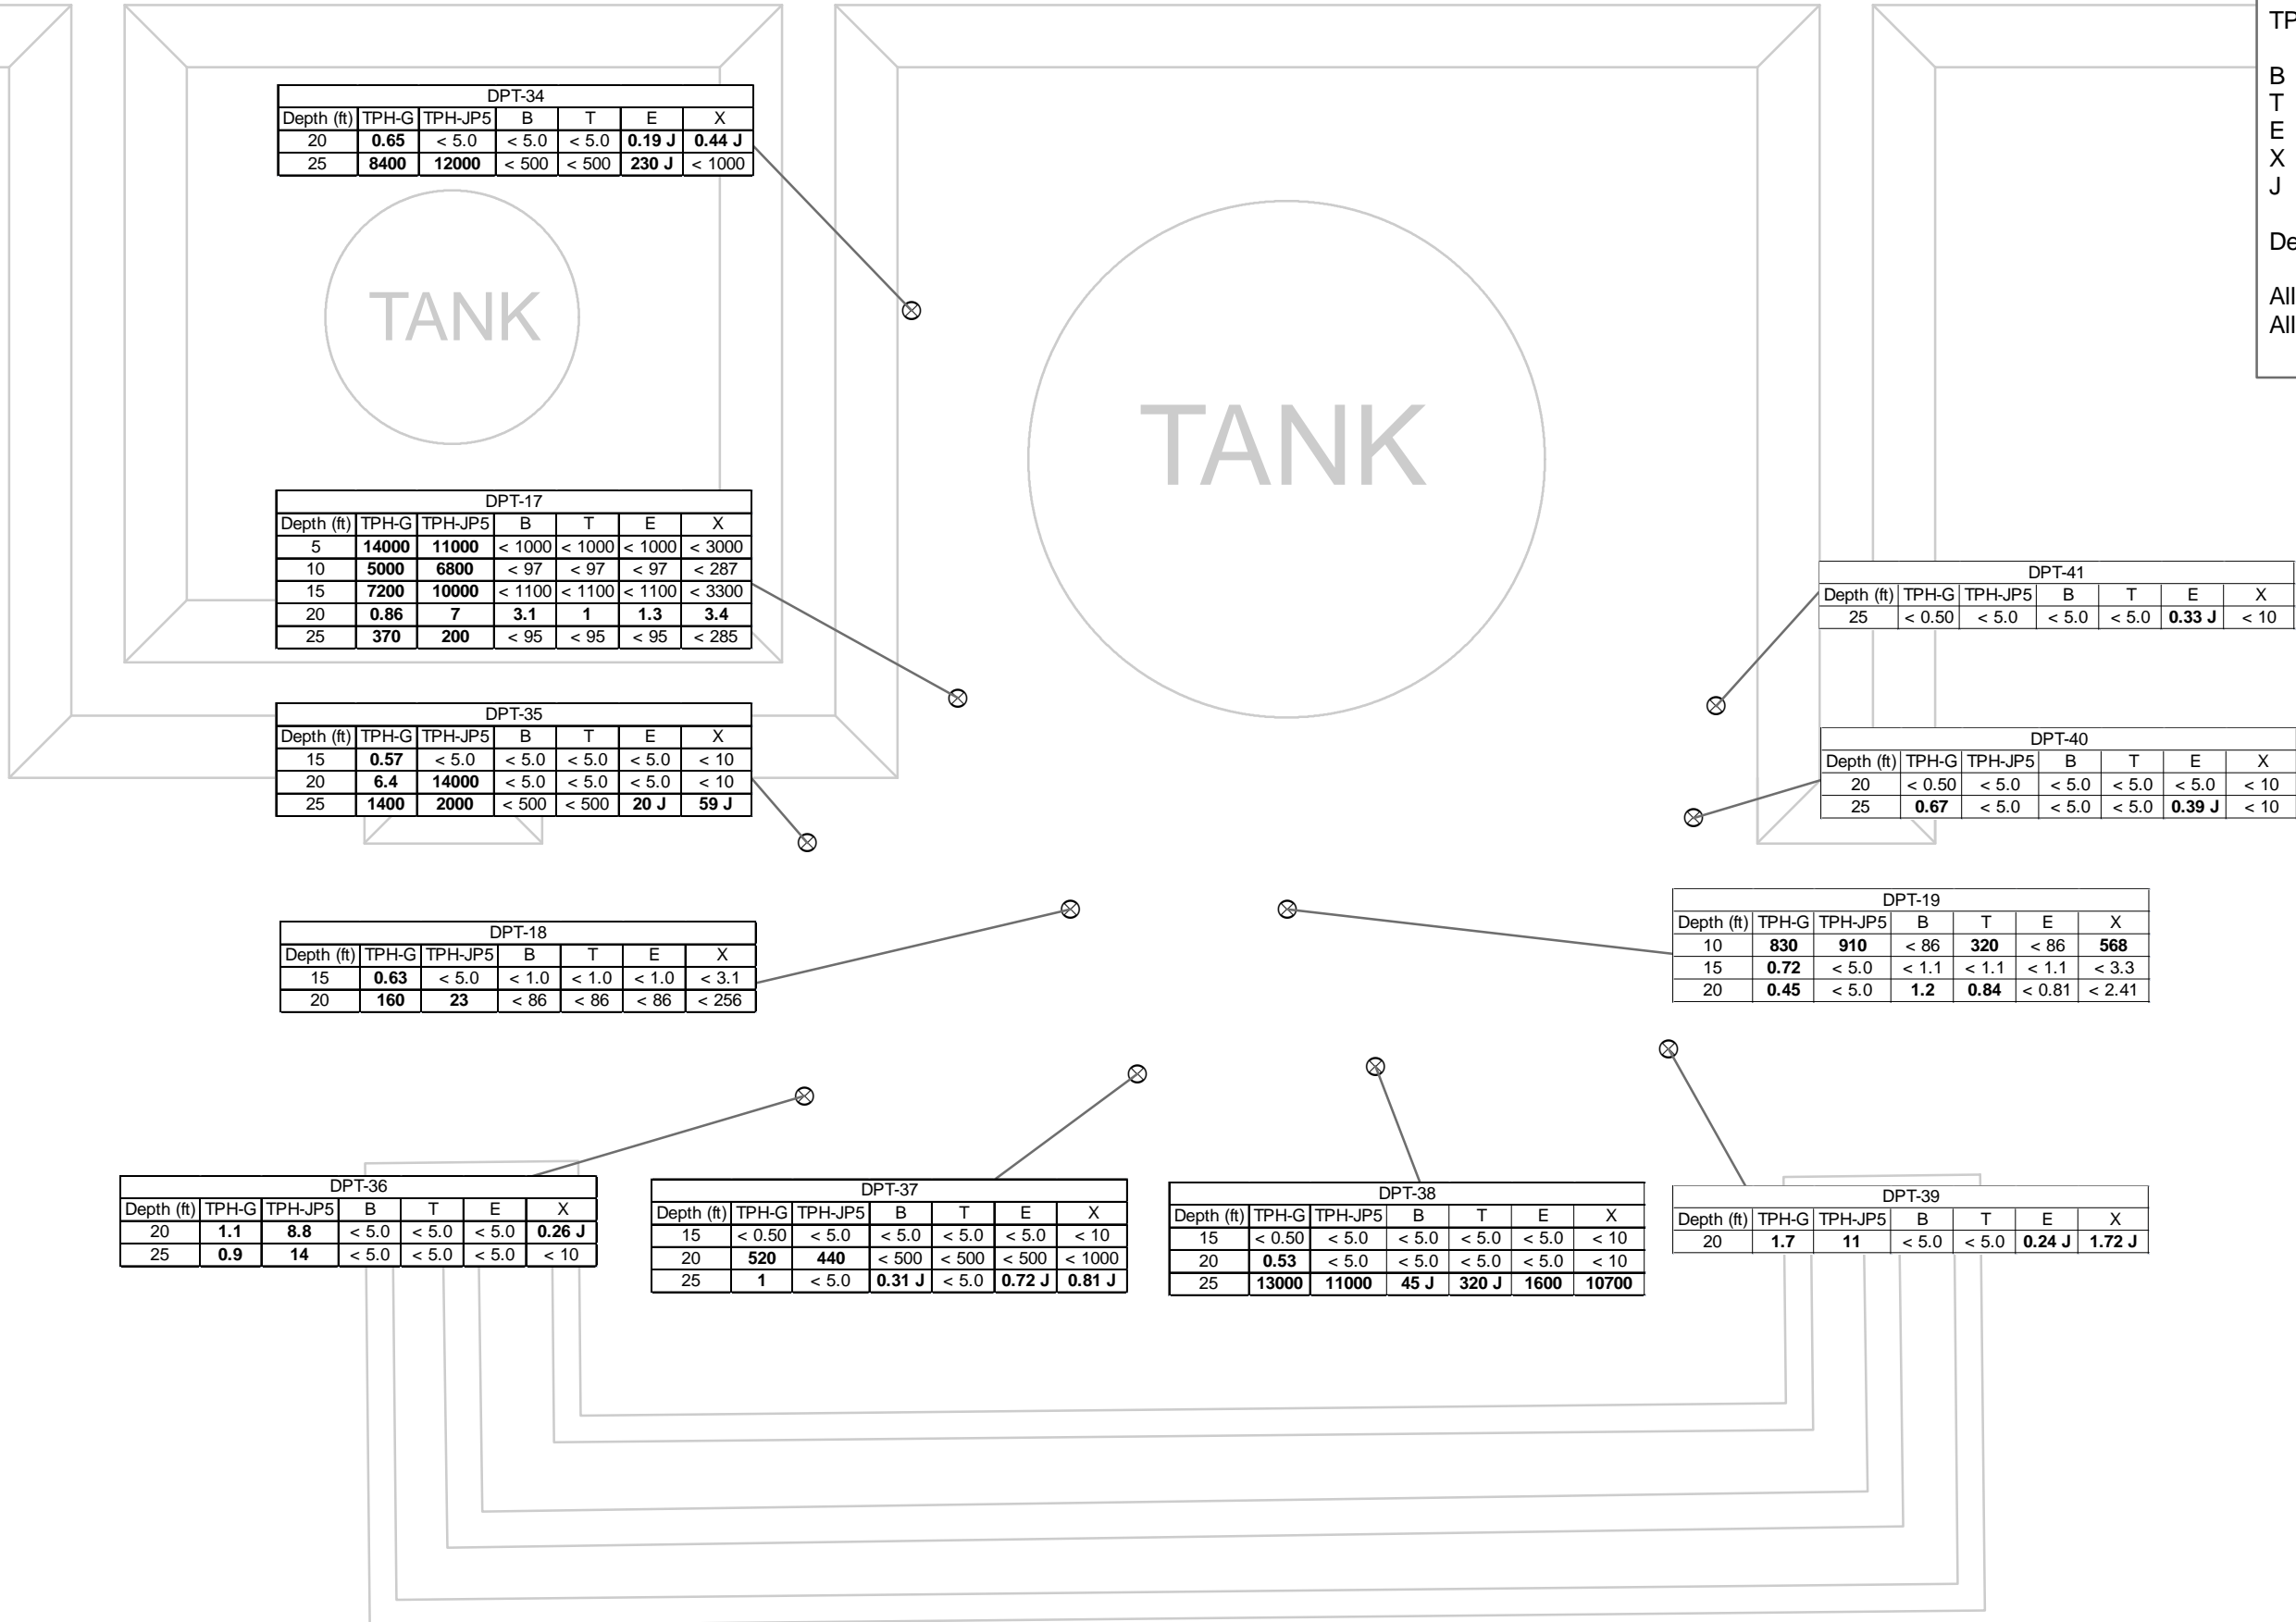 TP
B
T
E
X
J
De
All
All
DPT-34
Depth (ft) TPH-G TPH-JP5 B T E X
20 0.65 < 5.0 < 5.0 < 5.0 0.19 J 0.44 J
25 8400 12000 < 500 < 500 230 J < 1000
TANK
TANK
DPT-17
Depth (ft) TPH-G TPH-JP5 B T E X
5 14000 11000 < 1000 < 1000 < 1000 < 3000
10 5000 6800 < 97 < 97 < 97 < 287
15 7200 10000 < 1100 < 1100 < 1100 < 3300
20 0.86 7 3.1 1 1.3 3.4
25 370 200 < 95 < 95 < 95 < 285
DPT-41
Depth (ft) TPH-G TPH-JP5 B T E X
25 < 0.50 < 5.0 < 5.0 < 5.0 0.33 J < 10
DPT-35
Depth (ft) TPH-G TPH-JP5 B T E X
15 0.57 < 5.0 < 5.0 < 5.0 < 5.0 < 10
20 6.4 14000 < 5.0 < 5.0 < 5.0 < 10
25 1400 2000 < 500 < 500 20 J 59 J
DPT-40
Depth (ft) TPH-G TPH-JP5 B T E X
20 < 0.50 < 5.0 < 5.0 < 5.0 < 5.0 < 10
25 0.67 < 5.0 < 5.0 < 5.0 0.39 J < 10
DPT-18
Depth (ft) TPH-G TPH-JP5 B T E X
15 0.63 < 5.0 < 1.0 < 1.0 < 1.0 < 3.1
20 160 23 < 86 < 86 < 86 < 256
DPT-19
Depth (ft) TPH-G TPH-JP5 B T E X
10 830 910 < 86 320 < 86 568
15 0.72 < 5.0 < 1.1 < 1.1 < 1.1 < 3.3
20 0.45 < 5.0 1.2 0.84 < 0.81 < 2.41
DPT-36
Depth (ft) TPH-G TPH-JP5 B T E X
20 1.1 8.8 < 5.0 < 5.0 < 5.0 0.26 J
25 0.9 14 < 5.0 < 5.0 < 5.0 < 10
DPT-37
Depth (ft) TPH-G TPH-JP5 B T E X
15 < 0.50 < 5.0 < 5.0 < 5.0 < 5.0 < 10
20 520 440 < 500 < 500 < 500 < 1000
25 1 < 5.0 0.31 J < 5.0 0.72 J 0.81 J
DPT-38
Depth (ft) TPH-G TPH-JP5 B T E X
15 < 0.50 < 5.0 < 5.0 < 5.0 < 5.0 < 10
20 0.53 < 5.0 < 5.0 < 5.0 < 5.0 < 10
25 13000 11000 45 J 320 J 1600 10700
DPT-39
Depth (ft) TPH-G TPH-JP5 B T E X
20 1.7 11 < 5.0 < 5.0 0.24 J 1.72 J